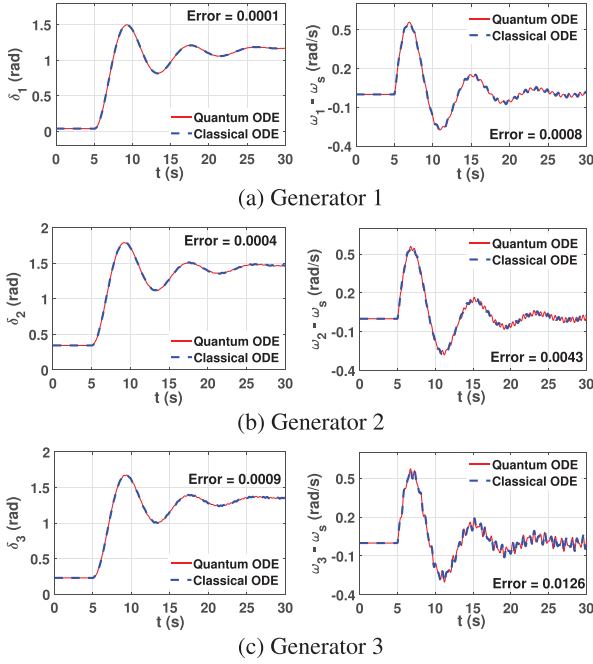 Error = 0.0001
Quantum ODE
Classical ODE
δ1 (rad)
1.5
1
0.5
0
0 5 10 15 20 25 30
t (s)
Quantum ODE
Classical ODE
Error = 0.0008
ω1 - ωs (rad/s)
0.5
0.2
-0.1
-0.4
0 5 10 15 20 25 30
t (s)
(a) Generator 1
Error = 0.0004
Quantum ODE
Classical ODE
δ2 (rad)
2
1.5
1
0.5
0
0 5 10 15 20 25 30
t (s)
Quantum ODE
Classical ODE
Error = 0.0043
ω2 - ωs (rad/s)
0.5
0.2
-0.1
-0.4
0 5 10 15 20 25 30
t (s)
(b) Generator 2
Error = 0.0009
Quantum ODE
Classical ODE
δ3 (rad)
2
1.5
1
0.5
0
0 5 10 15 20 25 30
t (s)
Quantum ODE
Classical ODE
Error = 0.0126
ω3 - ωs (rad/s)
0.5
0.2
-0.1
-0.4
0 5 10 15 20 25 30
t (s)
(c) Generator 3